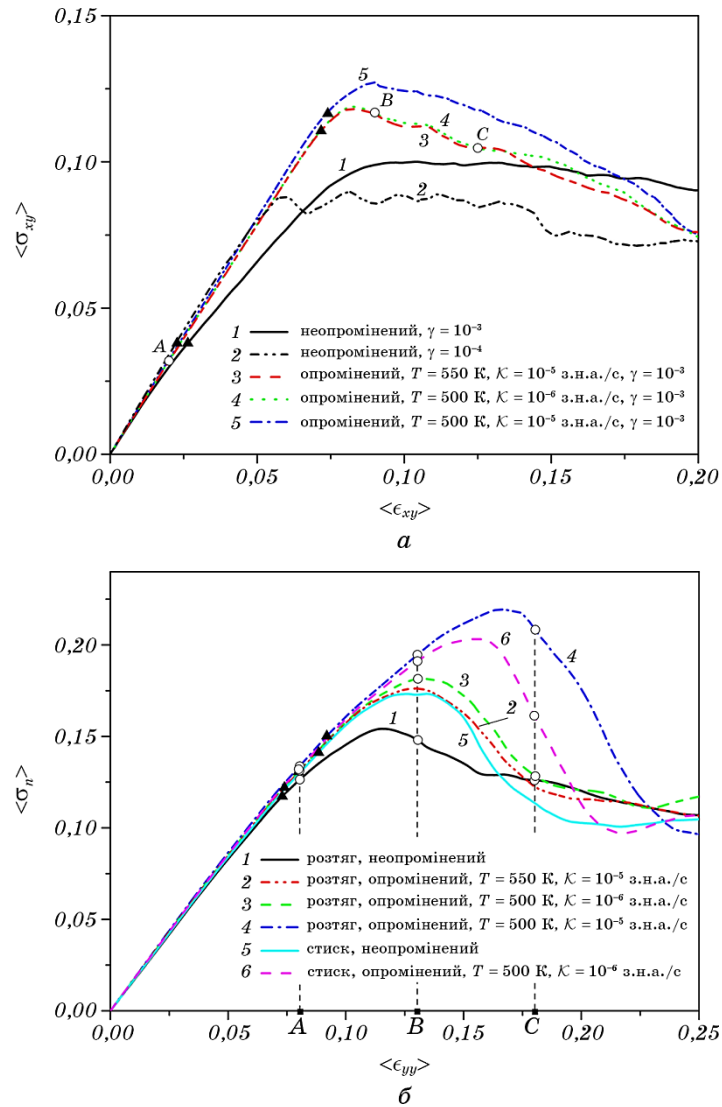 0,15
0,10
0,05
0,00
<σxy>
5
B
4
3
C
1
2
A
1 неопромінений, γ = 10⁻³
2 неопромінений, γ = 10⁻⁴
3 опромінений, T = 550 К, 𝒦 = 10⁻⁵ з.н.а./с, γ = 10⁻³
4 опромінений, T = 500 К, 𝒦 = 10⁻⁶ з.н.а./с, γ = 10⁻³
5 опромінений, T = 500 К, 𝒦 = 10⁻⁵ з.н.а./с, γ = 10⁻³
0,00 0,05 0,10 0,15 0,20
<ϵxy>
а
0,20
0,15
0,10
0,05
0,00
<σn>
6
4
3
2
1
5
1 розтяг, неопромінений
2 розтяг, опромінений, T = 550 К, 𝒦 = 10⁻⁵ з.н.а./с
3 розтяг, опромінений, T = 500 К, 𝒦 = 10⁻⁶ з.н.а./с
4 розтяг, опромінений, T = 500 К, 𝒦 = 10⁻⁵ з.н.а./с
5 стиск, неопромінений
6 стиск, опромінений, T = 500 К, 𝒦 = 10⁻⁶ з.н.а./с
A B C
0,00 0,05 0,10 0,15 0,20 0,25
<ϵyy>
б